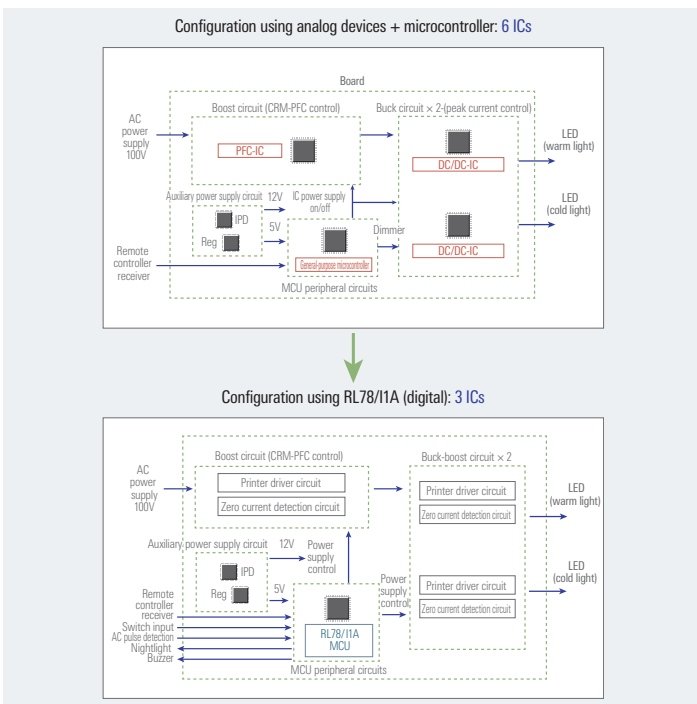 Configuration using analog devices + microcontroller: 6 ICs
Board
Boost circuit (CRM-PFC control)
Buck circuit × 2-(peak current control)
AC
power
supply
100V
PFC-IC
DC/DC-IC
LED
(warm light)
Auxiliary power supply circuit
12V
IC power supply
on/off
IPD
5V
Reg
Dimmer
DC/DC-IC
LED
(cold light)
Remote
controller
receiver
General-purpose microcontroller
MCU peripheral circuits
Configuration using RL78/I1A (digital): 3 ICs
Boost circuit (CRM-PFC control)
Buck-boost circuit × 2
AC
power
supply
100V
Printer driver circuit
Zero current detection circuit
Printer driver circuit
Zero current detection circuit
LED
(warm light)
Auxiliary power supply circuit
12V
Power
supply
control
IPD
5V
Reg
Power
supply
control
Printer driver circuit
Zero current detection circuit
LED
(cold light)
Remote
controller
receiver
Switch input
AC pulse detection
Nightlight
Buzzer
RL78/I1A
MCU
MCU peripheral circuits